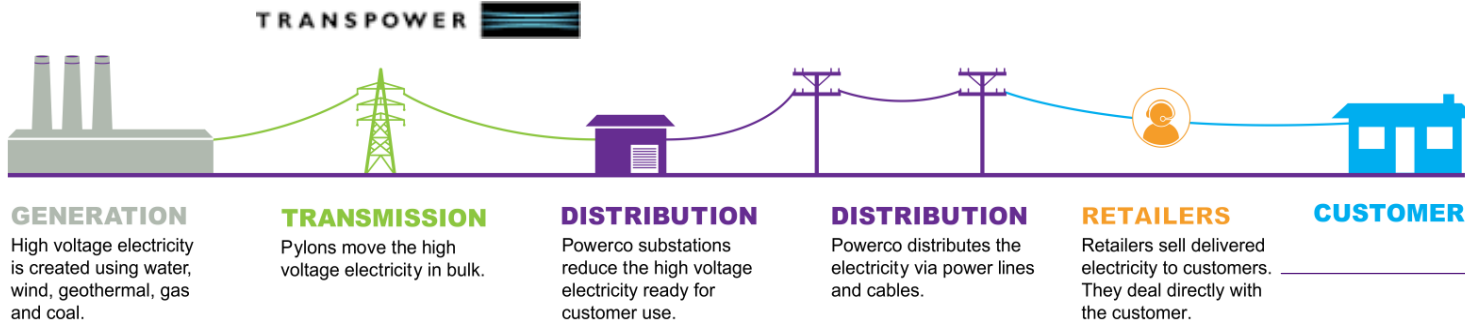 TRANSPOWER
GENERATION
High voltage electricity
is created using water,
wind, geothermal, gas
and coal.
TRANSMISSION
Pylons move the high
voltage electricity in bulk.
DISTRIBUTION
Powerco substations
reduce the high voltage
electricity ready for
customer use.
DISTRIBUTION
Powerco distributes the
electricity via power lines
and cables.
RETAILERS
Retailers sell delivered
electricity to customers.
They deal directly with
the customer.
CUSTOMER